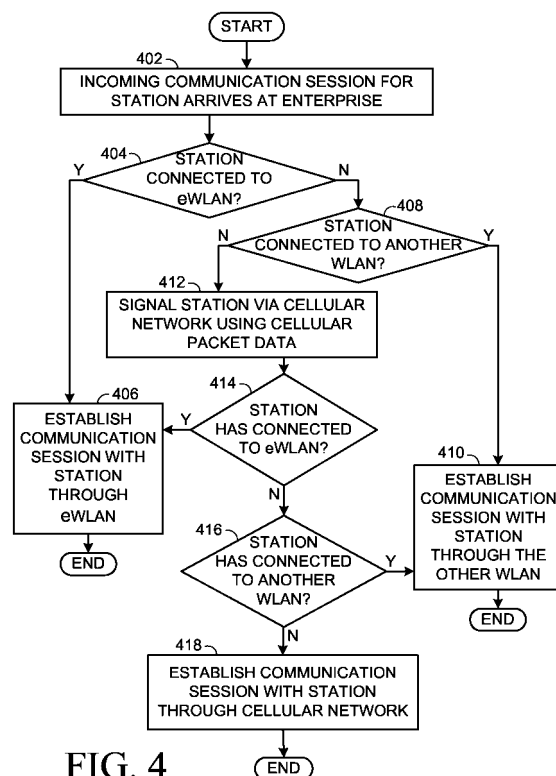 START
402
INCOMING COMMUNICATION SESSION FOR
STATION ARRIVES AT ENTERPRISE
404
STATION
CONNECTED TO
eWLAN?
Y
N
408
STATION
CONNECTED TO ANOTHER
WLAN?
N
Y
412
SIGNAL STATION VIA CELLULAR
NETWORK USING CELLULAR
PACKET DATA
414
STATION
HAS CONNECTED
TO eWLAN?
Y
N
406
ESTABLISH
COMMUNICATION
SESSION WITH
STATION
THROUGH
eWLAN
END
410
ESTABLISH
COMMUNICATION
SESSION WITH
STATION
THROUGH THE
OTHER WLAN
END
416
STATION
HAS CONNECTED
TO ANOTHER
WLAN?
Y
N
418
ESTABLISH COMMUNICATION
SESSION WITH STATION
THROUGH CELLULAR NETWORK
END
FIG. 4